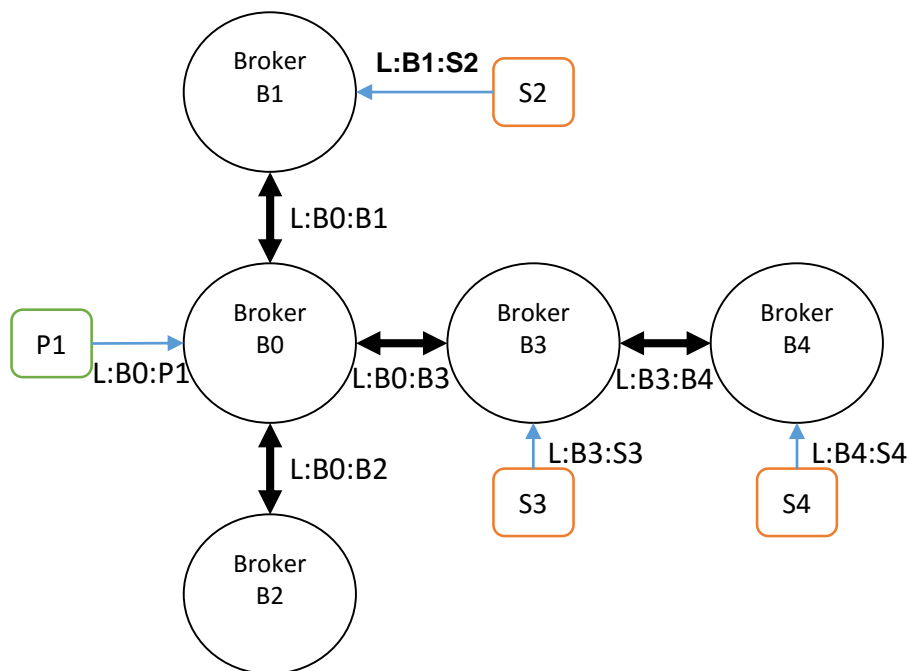 Broker
B1
L:B1:S2
S2
L:B0:B1
P1
L:B0:P1
Broker
B0
L:B0:B3
Broker
B3
L:B3:B4
Broker
B4
L:B0:B2
L:B3:S3
S3
L:B4:S4
S4
Broker
B2